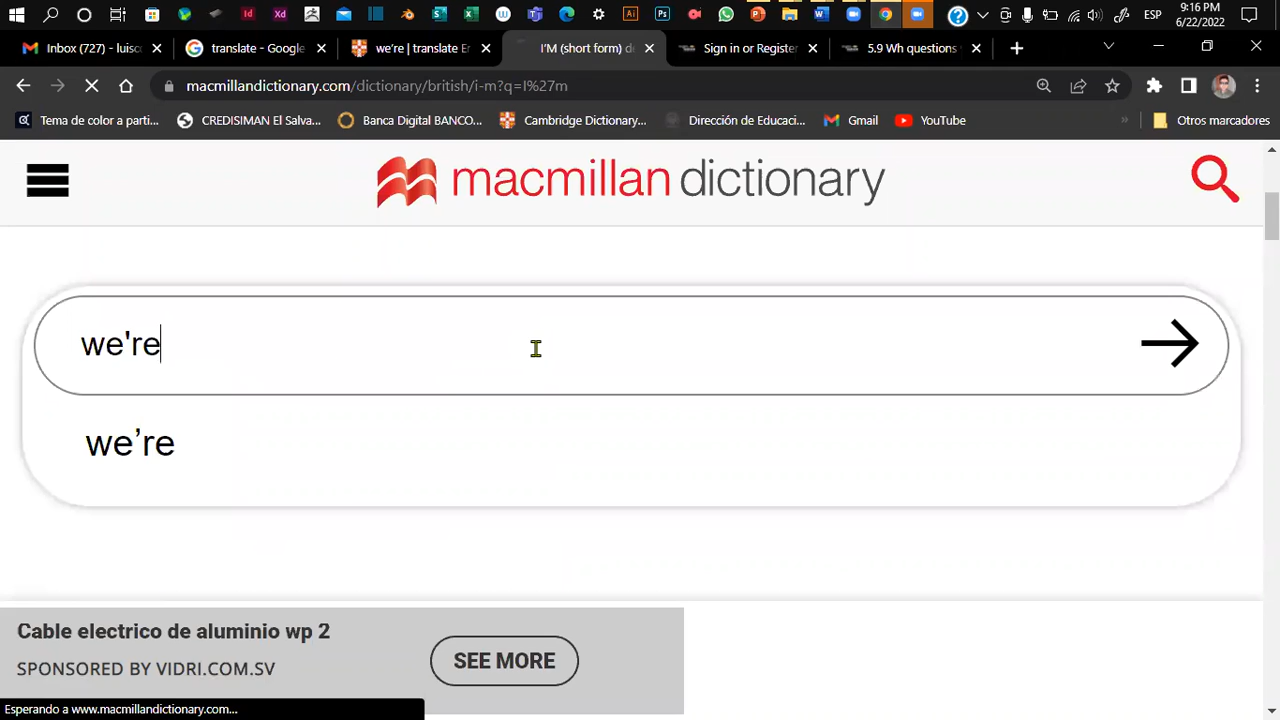 9:16 PM
ESP
6/22/2022
Inbox (727) - luisco
translate - Google
we're | translate En
I'M (short form) de
Sign in or Register
5.9 Wh questions
macmillandictionary.com/dictionary/british/i-m?q=I%27m
Tema de color a parti...
CREDISIMAN El Salva...
Banca Digital BANCO...
Cambridge Dictionary...
Dirección de Educaci...
Gmail
YouTube
»
Otros marcadores
macmillan dictionary
we're
we’re
Cable electrico de aluminio wp 2
SPONSORED BY VIDRI.COM.SV
SEE MORE
Esperando a www.macmillandictionary.com...